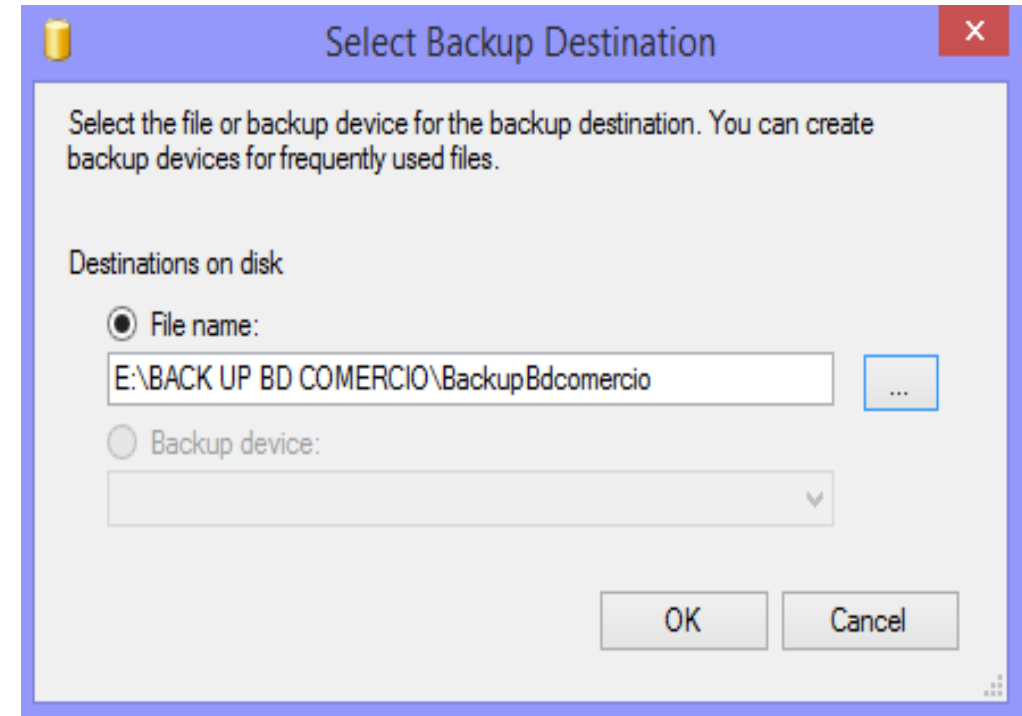 Select Backup Destination
x
Select the file or backup device for the backup destination. You can create
backup devices for frequently used files.
Destinations on disk
File name:
E:\BACK UP BD COMERCIO\BackupBdcomercio
...
Backup device:
OK
Cancel